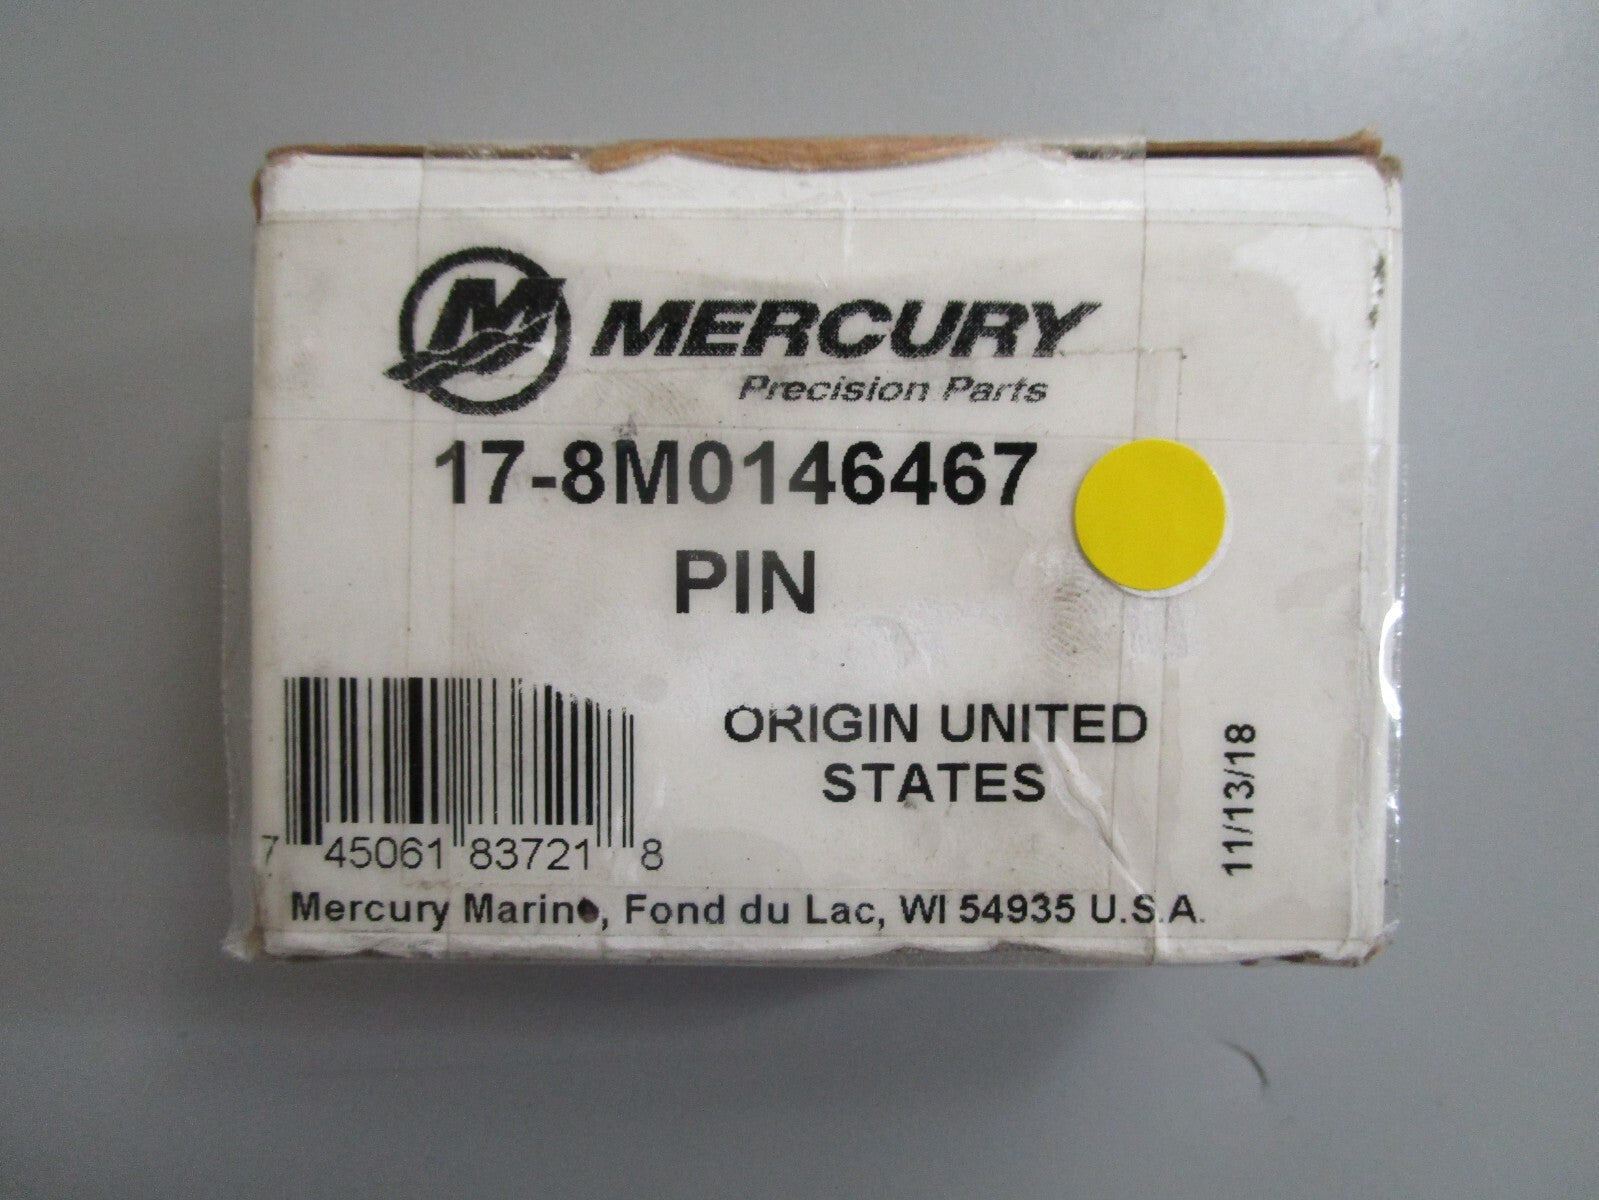 M MERCURY
Precision Parts
17-8M0146467
PIN
ORIGIN UNITED
STATES
11/13/18
7 45061 83721 8
Mercury Marine, Fond du Lac, WI 54935 U.S.A.